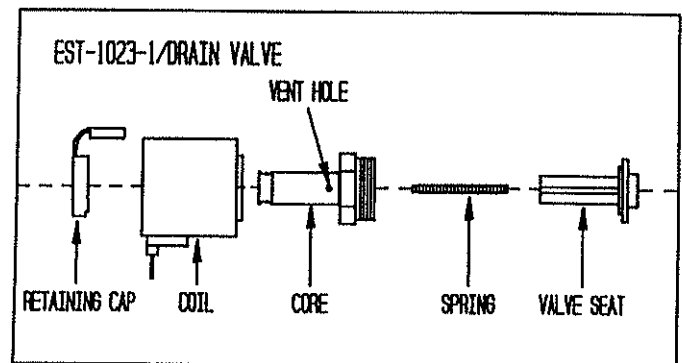 EST-1023-1/DRAIN VALVE
VENT HOLE
RETAINING CAP
COIL
CORE
SPRING
VALVE SEAT